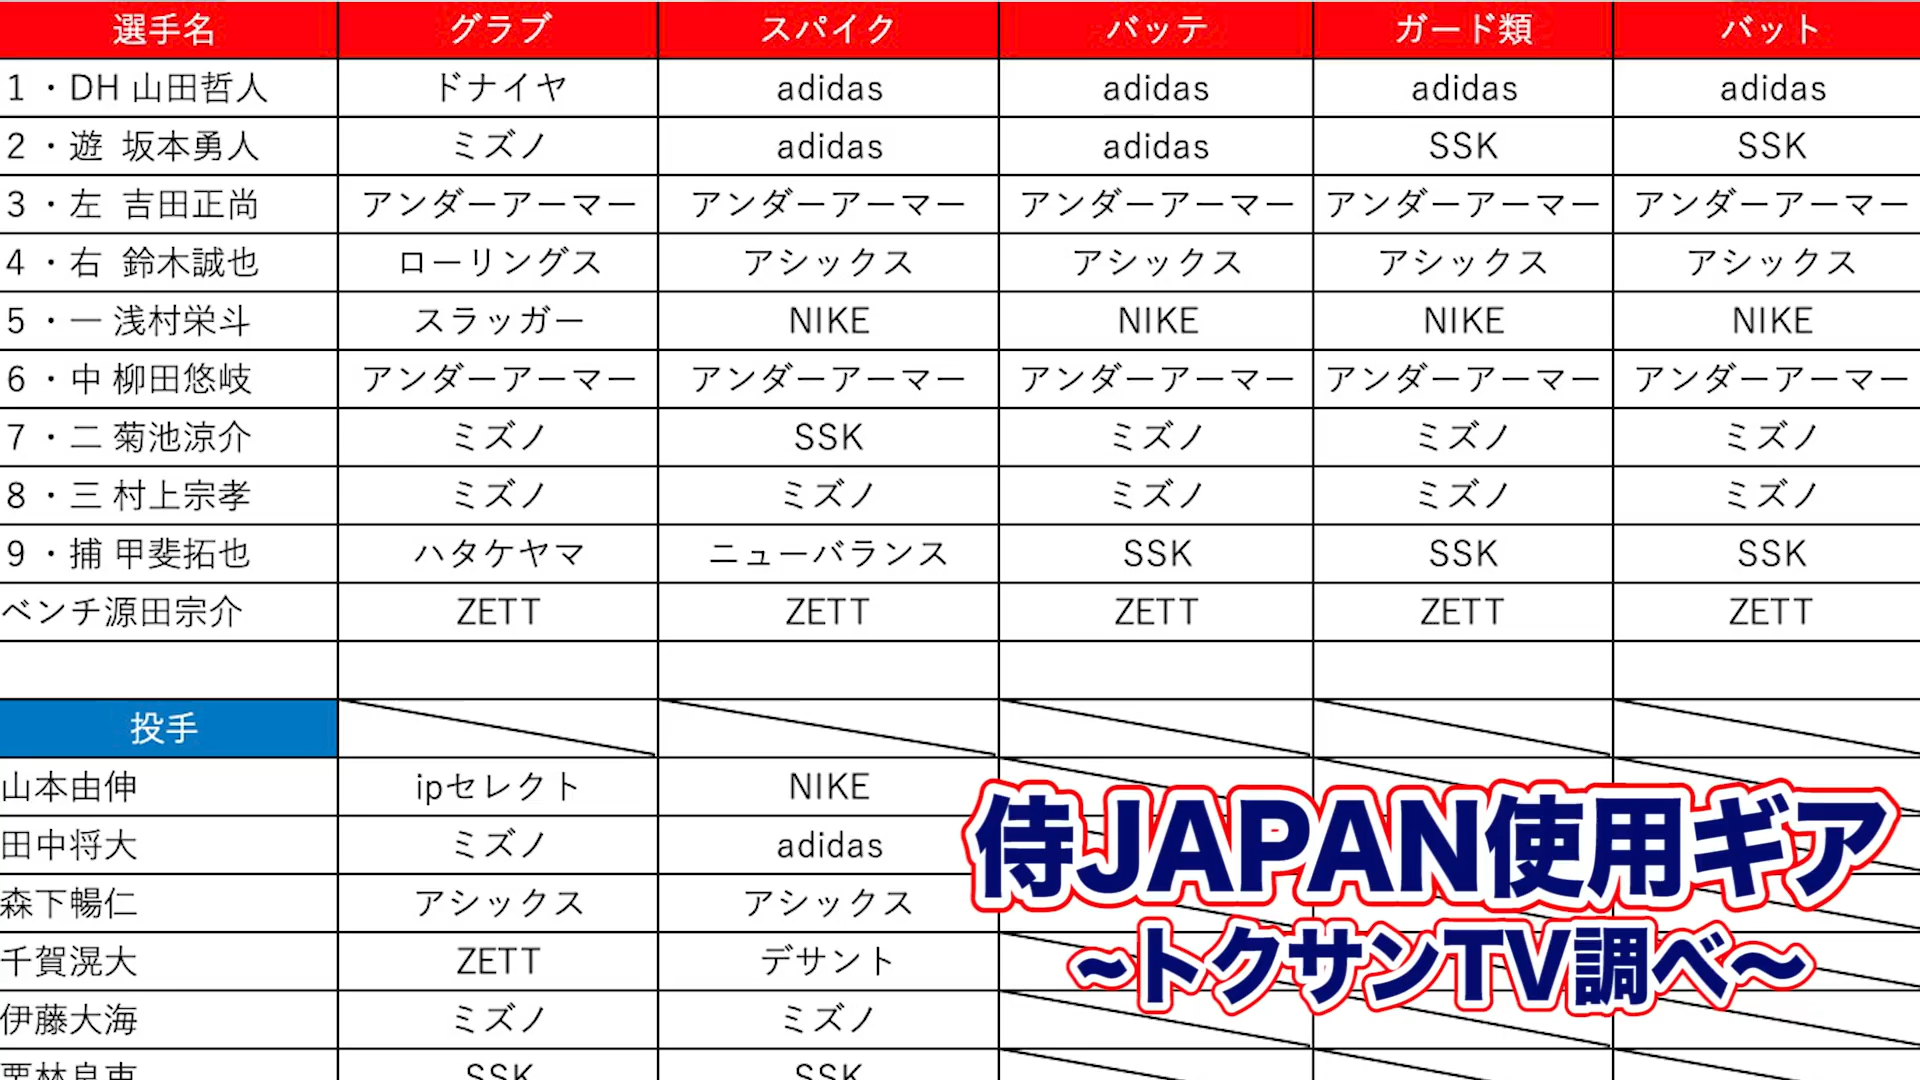 選手名 グラブ スパイク バッテ ガード類 バット
1・DH 山田哲人 ドナイヤ adidas adidas adidas adidas
2・遊 坂本勇人 ミズノ adidas adidas SSK SSK
3・左 吉田正尚 アンダーアーマー アンダーアーマー アンダーアーマー アンダーアーマー アンダーアーマー
4・右 鈴木誠也 ローリングス アシックス アシックス アシックス アシックス
5・一 浅村栄斗 スラッガー NIKE NIKE NIKE NIKE
6・中 柳田悠岐 アンダーアーマー アンダーアーマー アンダーアーマー アンダーアーマー アンダーアーマー
7・二 菊池涼介 ミズノ SSK ミズノ ミズノ ミズノ
8・三 村上宗孝 ミズノ ミズノ ミズノ ミズノ ミズノ
9・捕 甲斐拓也 ハタケヤマ ニューバランス SSK SSK SSK
ベンチ源田宗介 ZETT ZETT ZETT ZETT ZETT
投手
山本由伸 ipセレクト NIKE
田中将大 ミズノ adidas
森下暢仁 アシックス アシックス
千賀滉大 ZETT デサント
伊藤大海 ミズノ ミズノ
栗林良吏 SSK SSK
侍JAPAN使用ギア
~トクサンTV調べ~